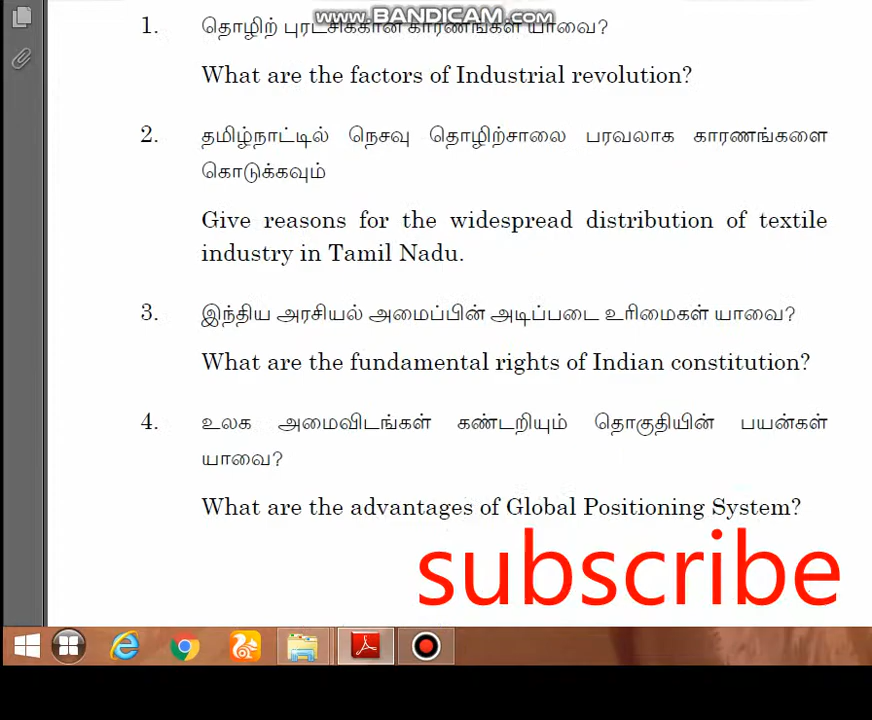 www.BANDICAM.com
1. தொழிற் புரட்சிக்கான காரணங்கள் யாவை?
What are the factors of Industrial revolution?
2. தமிழ்நாட்டில் நெசவு தொழிற்சாலை பரவலாக காரணங்களை
கொடுக்கவும்
Give reasons for the widespread distribution of textile
industry in Tamil Nadu.
3. இந்திய அரசியல் அமைப்பின் அடிப்படை உரிமைகள் யாவை?
What are the fundamental rights of Indian constitution?
4. உலக அமைவிடங்கள் கண்டறியும் தொகுதியின் பயன்கள்
யாவை?
What are the advantages of Global Positioning System?
subscribe